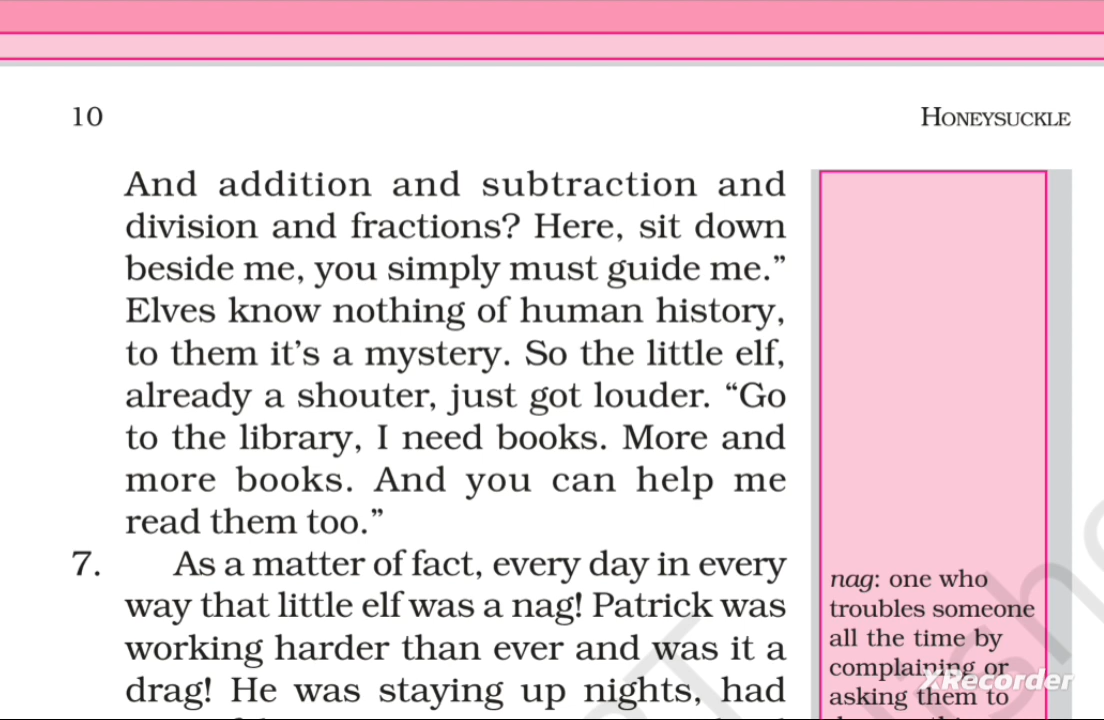 10
HONEYSUCKLE
And addition and subtraction and
division and fractions? Here, sit down
beside me, you simply must guide me.”
Elves know nothing of human history,
to them it’s a mystery. So the little elf,
already a shouter, just got louder. “Go
to the library, I need books. More and
more books. And you can help me
read them too.”
7. As a matter of fact, every day in every
way that little elf was a nag! Patrick was
working harder than ever and was it a
drag! He was staying up nights, had
nag: one who
troubles someone
all the time by
complaining or
asking them to
XRecorder